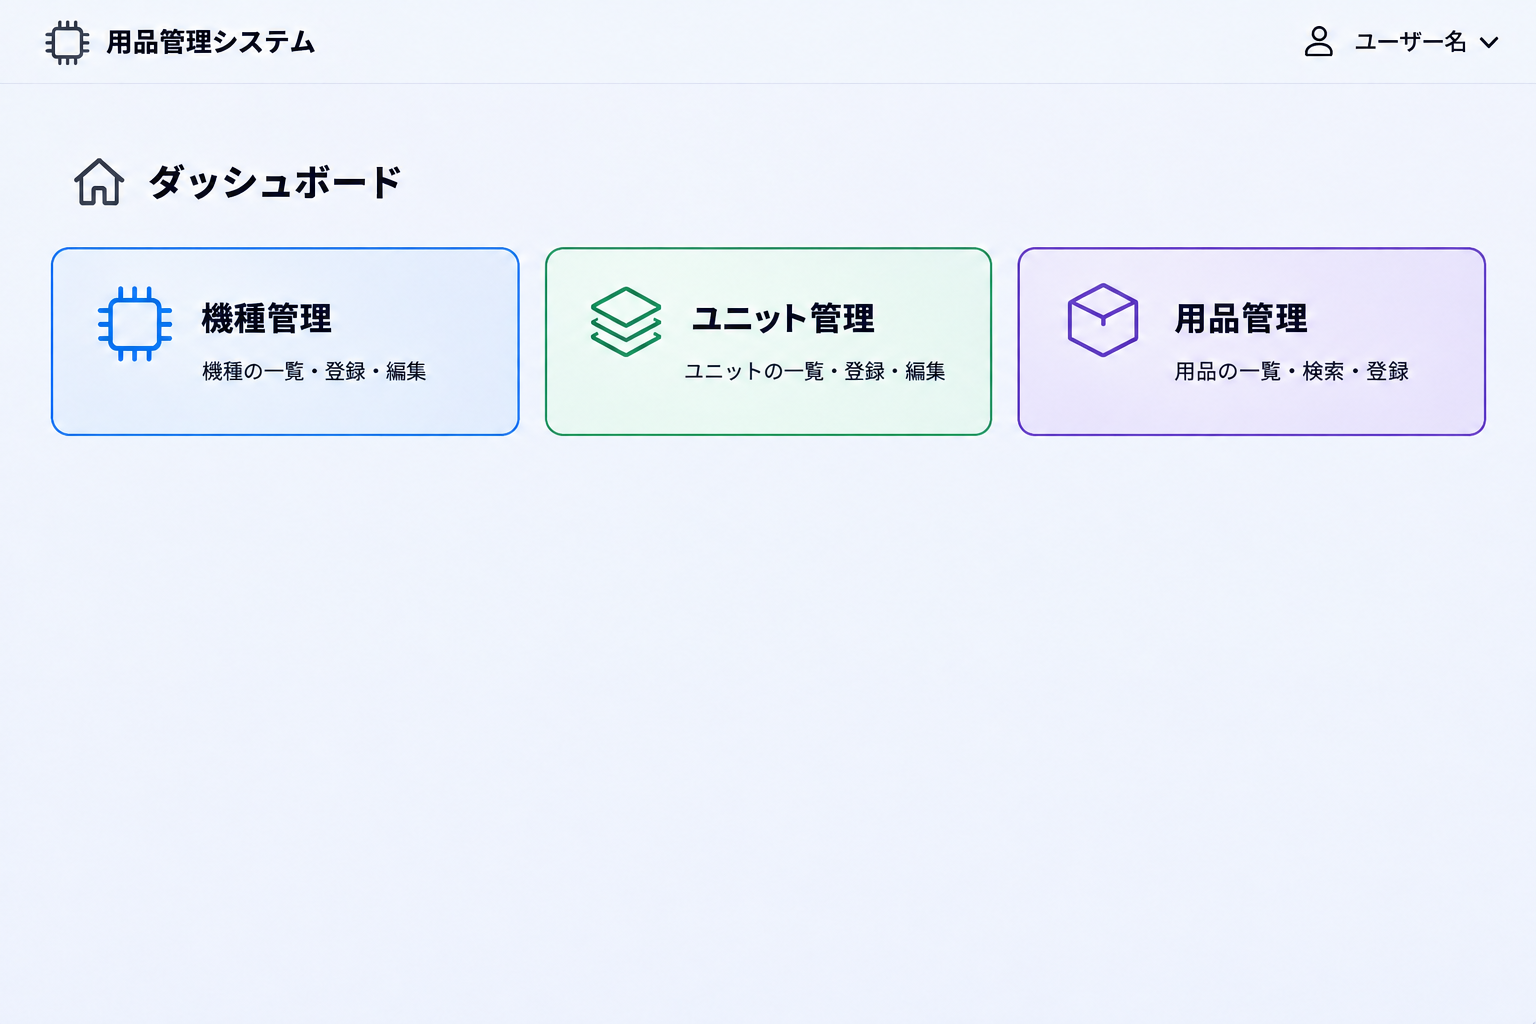 用品管理システム
ユーザー名
ダッシュボード
機種管理
機種の一覧・登録・編集
ユニット管理
ユニットの一覧・登録・編集
用品管理
用品の一覧・検索・登録